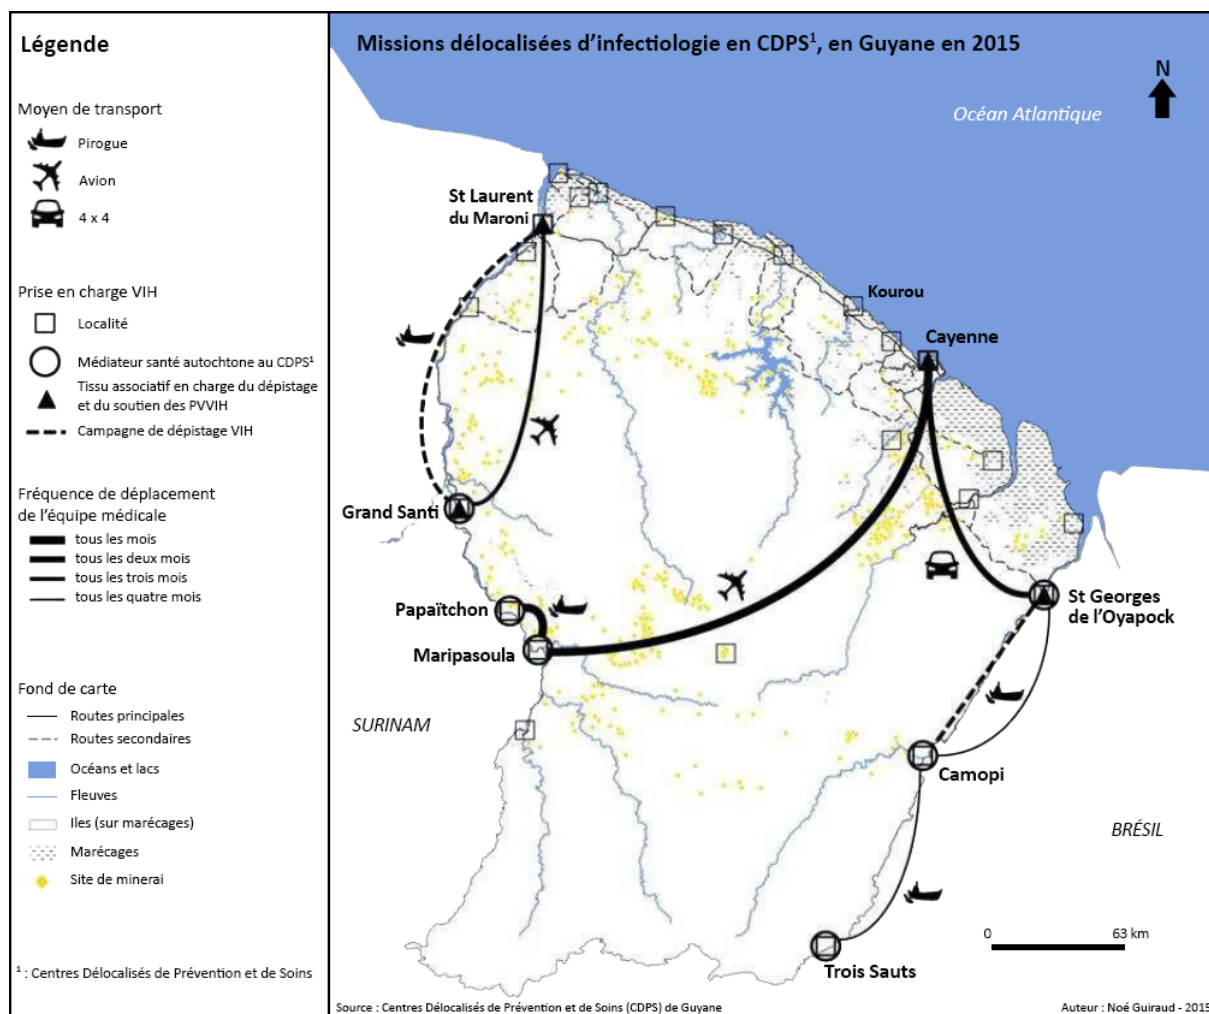 Légende
Moyen de transport
Pirogue
Avion
4 x 4
Prise en charge VIH
Localité
Médiateur santé autochtone au CDPS¹
Tissu associatif en charge du dépistage
et du soutien des PVVIH
Campagne de dépistage VIH
Fréquence de déplacement
de l'équipe médicale
tous les mois
tous les deux mois
tous les trois mois
tous les quatre mois
Fond de carte
Routes principales
Routes secondaires
Océans et lacs
Fleuves
Iles (sur marécages)
Marécages
Site de minerai
¹ : Centres Délocalisés de Prévention et de Soins
Missions délocalisées d'infectiologie en CDPS¹, en Guyane en 2015
N
Océan Atlantique
St Laurent
du Maroni
Kourou
Cayenne
Grand Santi
Papaïtchon
Maripasoula
St Georges
de l'Oyapock
SURINAM
Camopi
BRÉSIL
Trois Sauts
0 63 km
Source : Centres Délocalisés de Prévention et de Soins (CDPS) de Guyane
Auteur : Noé Guiraud - 2015